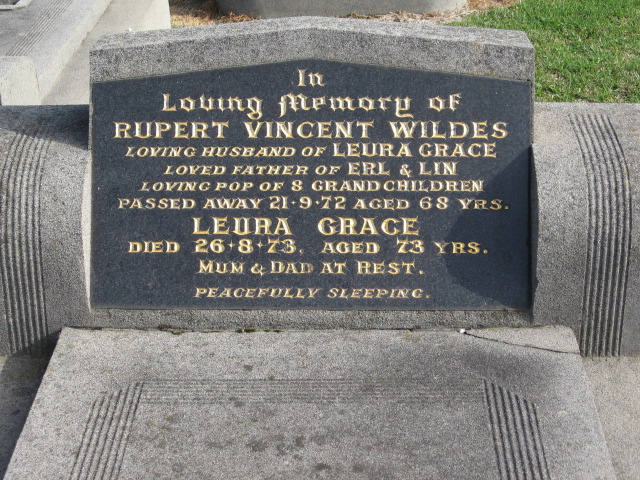 In
Loving Memory of
RUPERT VINCENT WILDES
LOVING HUSBAND OF LEURA GRACE
LOVED FATHER OF ERL & LIN
LOVING POP OF 8 GRANDCHILDREN
PASSED AWAY 21·9·72 AGED 68 YRS.
LEURA GRACE
DIED 26·8·73. AGED 73 YRS.
MUM & DAD AT REST.
PEACEFULLY SLEEPING.